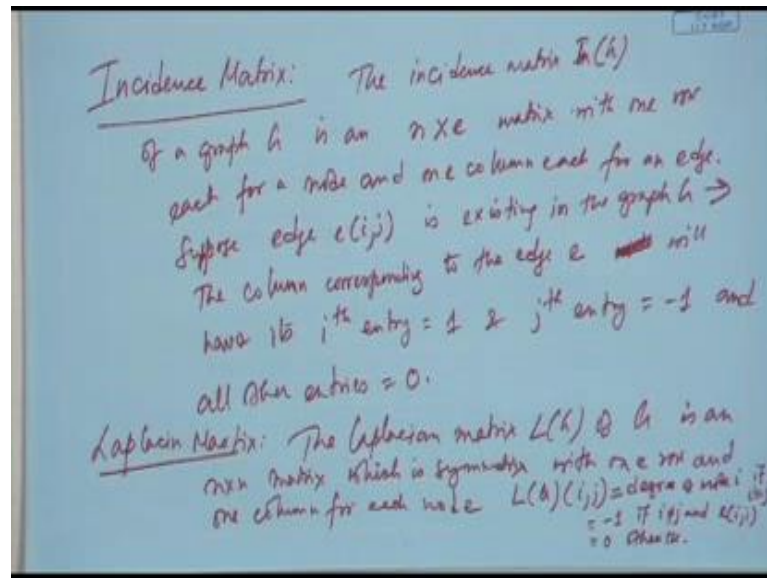 Incidence Matrix: The incidence matrix In(G)
of a graph G is an n×e matrix with one row
each for a node and one column each for an edge.
Suppose edge e(i,j) is existing in the graph G →
The column corresponding to the edge e will
have its i^th entry = 1 & j^th entry = -1 and
all other entries = 0.
Laplacin Maetix: The Laplacian matrix L(G) of G is an
n×n matrix which is symmetric with one row and
one column for each node L(G)(i,j) = degree of node i if
= -1 if i≠j and e(i,j)
= 0 otherwise.